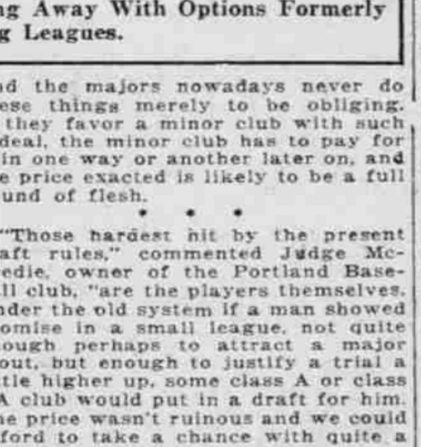 ng Away With Options Formerly
g Leagues.
nd the majors nowadays never do
ese things merely to be obliging.
they favor a minor club with such
deal, the minor club has to pay for
in one way or another later on, and
e price exacted is likely to be a full
und of flesh.
* * *
"Those hardest hit by the present
aft rules," commented Judge Mc-
edie, owner of the Portland Base-
ll club, "are the players themselves.
nder the old system if a man showed
omise in a small league, not quite
ough perhaps to attract a major
out, but enough to justify a trial a
tle higher up, some class A or class
A club would put in a draft for him.
he price wasn't ruinous and we could
ford to take a chance with quite a